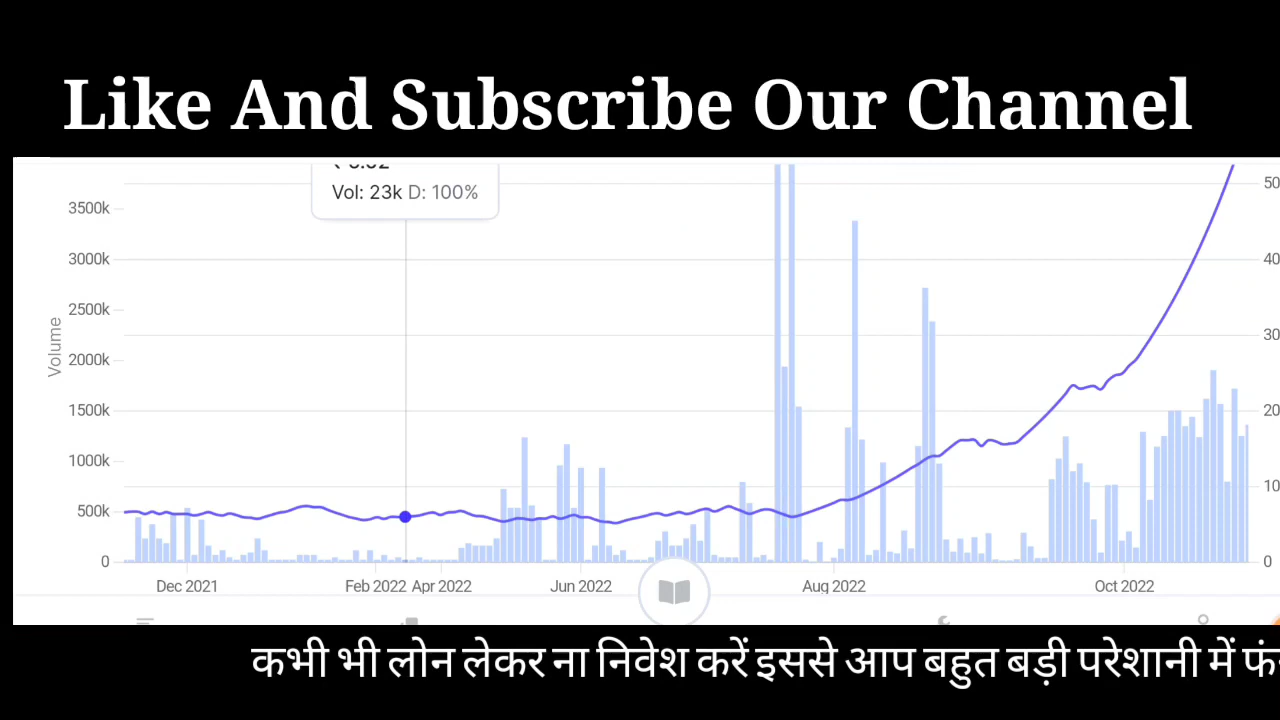 Like And Subscribe Our Channel
Vol: 23k D: 100%
3500k
3000k
2500k
2000k
1500k
1000k
500k
0
Volume
50
40
30
20
10
0
Dec 2021 Feb 2022 Apr 2022 Jun 2022 Aug 2022 Oct 2022
कभी भी लोन लेकर ना निवेश करें इससे आप बहुत बड़ी परेशानी में